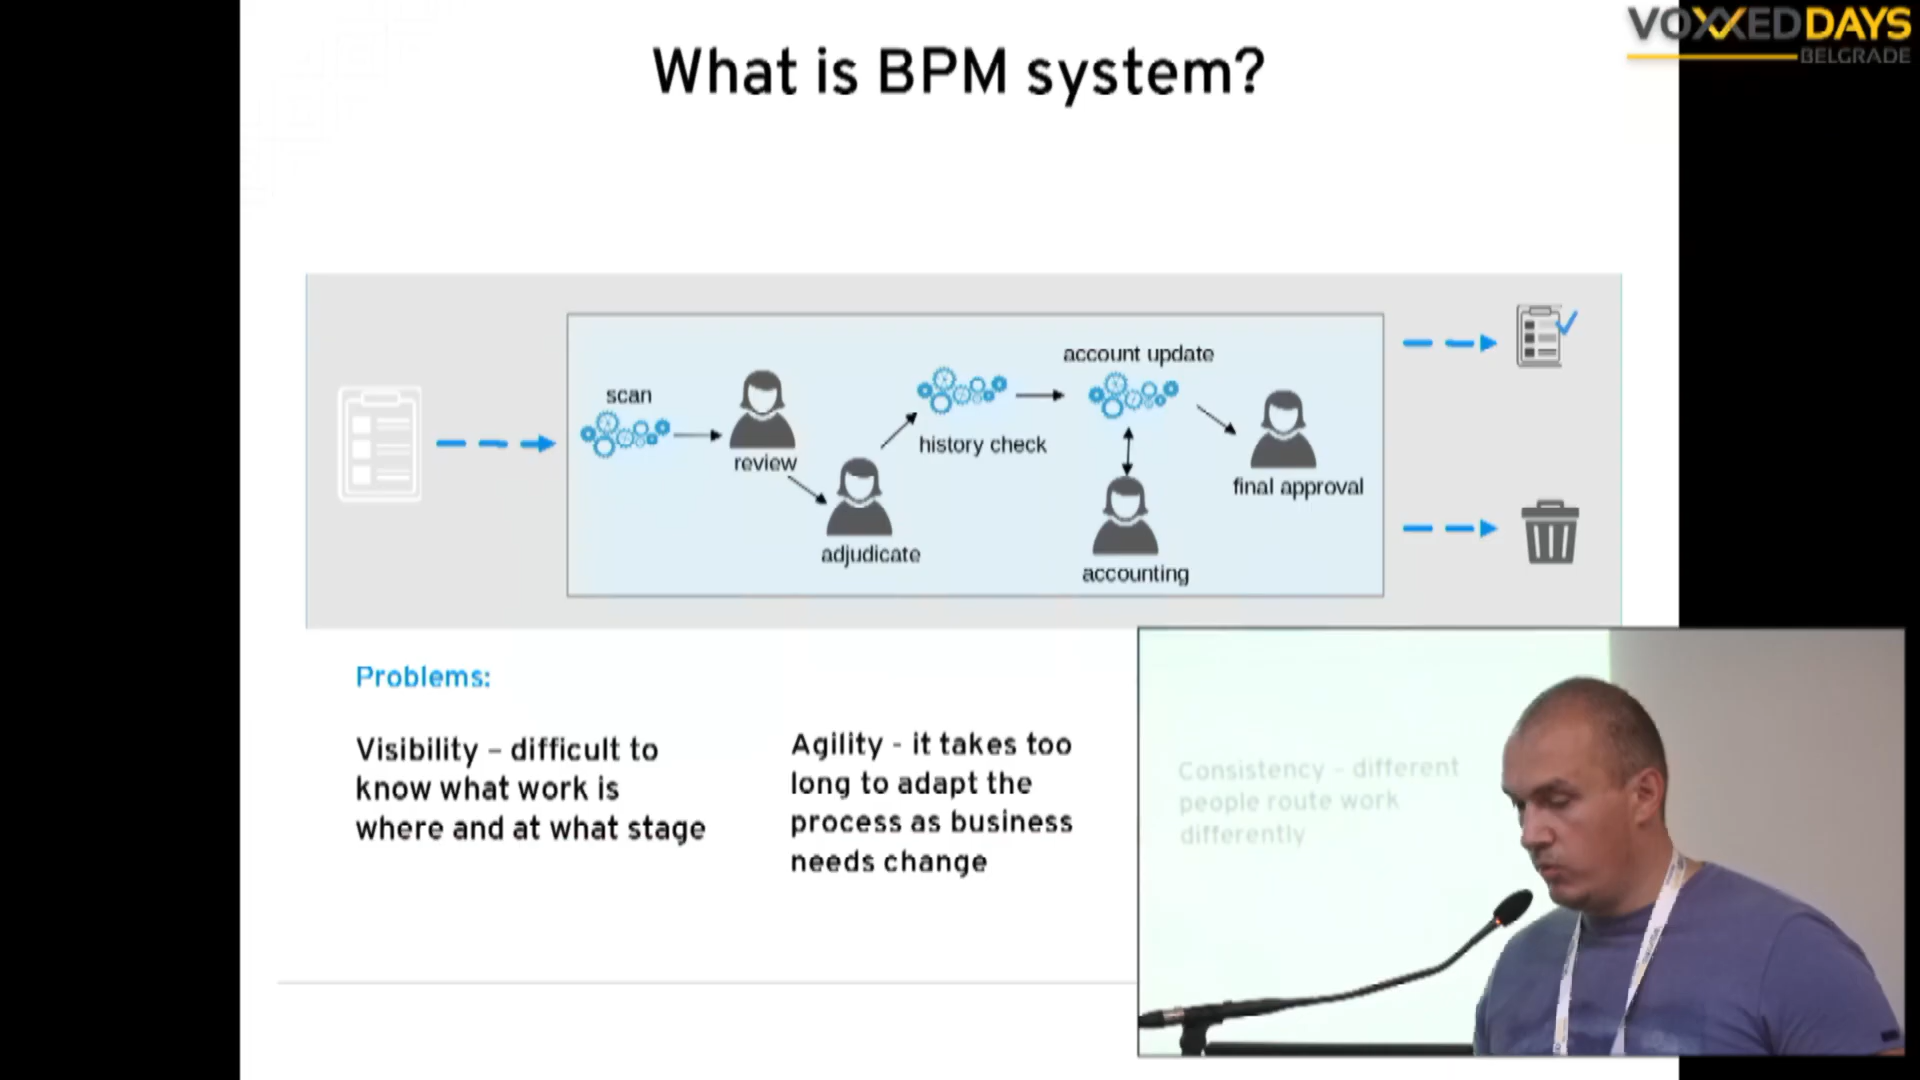 VOXXED DAYS
BELGRADE
What is BPM system?
scan
review
adjudicate
history check
account update
accounting
final approval
Problems:
Visibility – difficult to
know what work is
where and at what stage
Agility - it takes too
long to adapt the
process as business
needs change
Consistency – different
people route work
differently